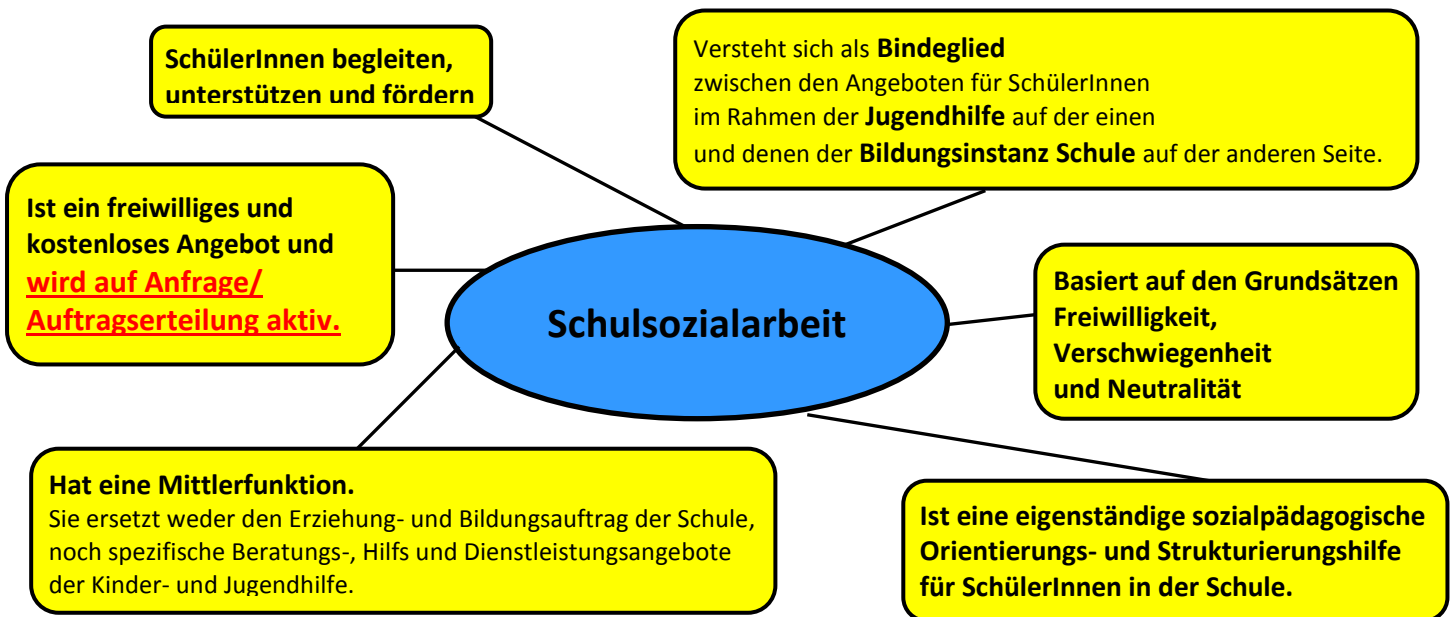 SchülerInnen begleiten,
unterstützen und fördern
Versteht sich als Bindeglied
zwischen den Angeboten für SchülerInnen
im Rahmen der Jugendhilfe auf der einen
und denen der Bildungsinstanz Schule auf der anderen Seite.
Ist ein freiwilliges und
kostenloses Angebot und
wird auf Anfrage/
Auftragserteilung aktiv.
Schulsozialarbeit
Basiert auf den Grundsätzen
Freiwilligkeit,
Verschwiegenheit
und Neutralität
Hat eine Mittlerfunktion.
Sie ersetzt weder den Erziehung- und Bildungsauftrag der Schule,
noch spezifische Beratungs-, Hilfs und Dienstleistungsangebote
der Kinder- und Jugendhilfe.
Ist eine eigenständige sozialpädagogische
Orientierungs- und Strukturierungshilfe
für SchülerInnen in der Schule.